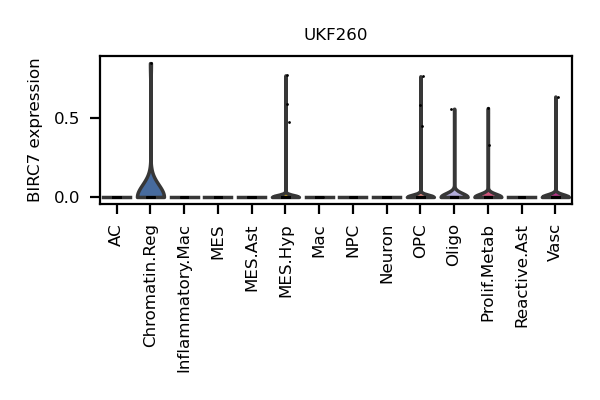 UKF260
BIRC7 expression
0.5
0.0
AC
Chromatin.Reg
Inflammatory.Mac
MES
MES.Ast
MES.Hyp
Mac
NPC
Neuron
OPC
Oligo
Prolif.Metab
Reactive.Ast
Vasc